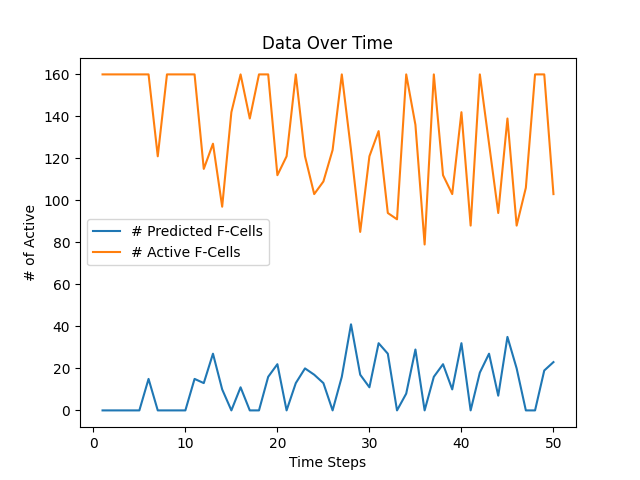 Data Over Time
160
140
120
100
80
60
40
20
0
# of Active
# Predicted F-Cells
# Active F-Cells
0 10 20 30 40 50
Time Steps